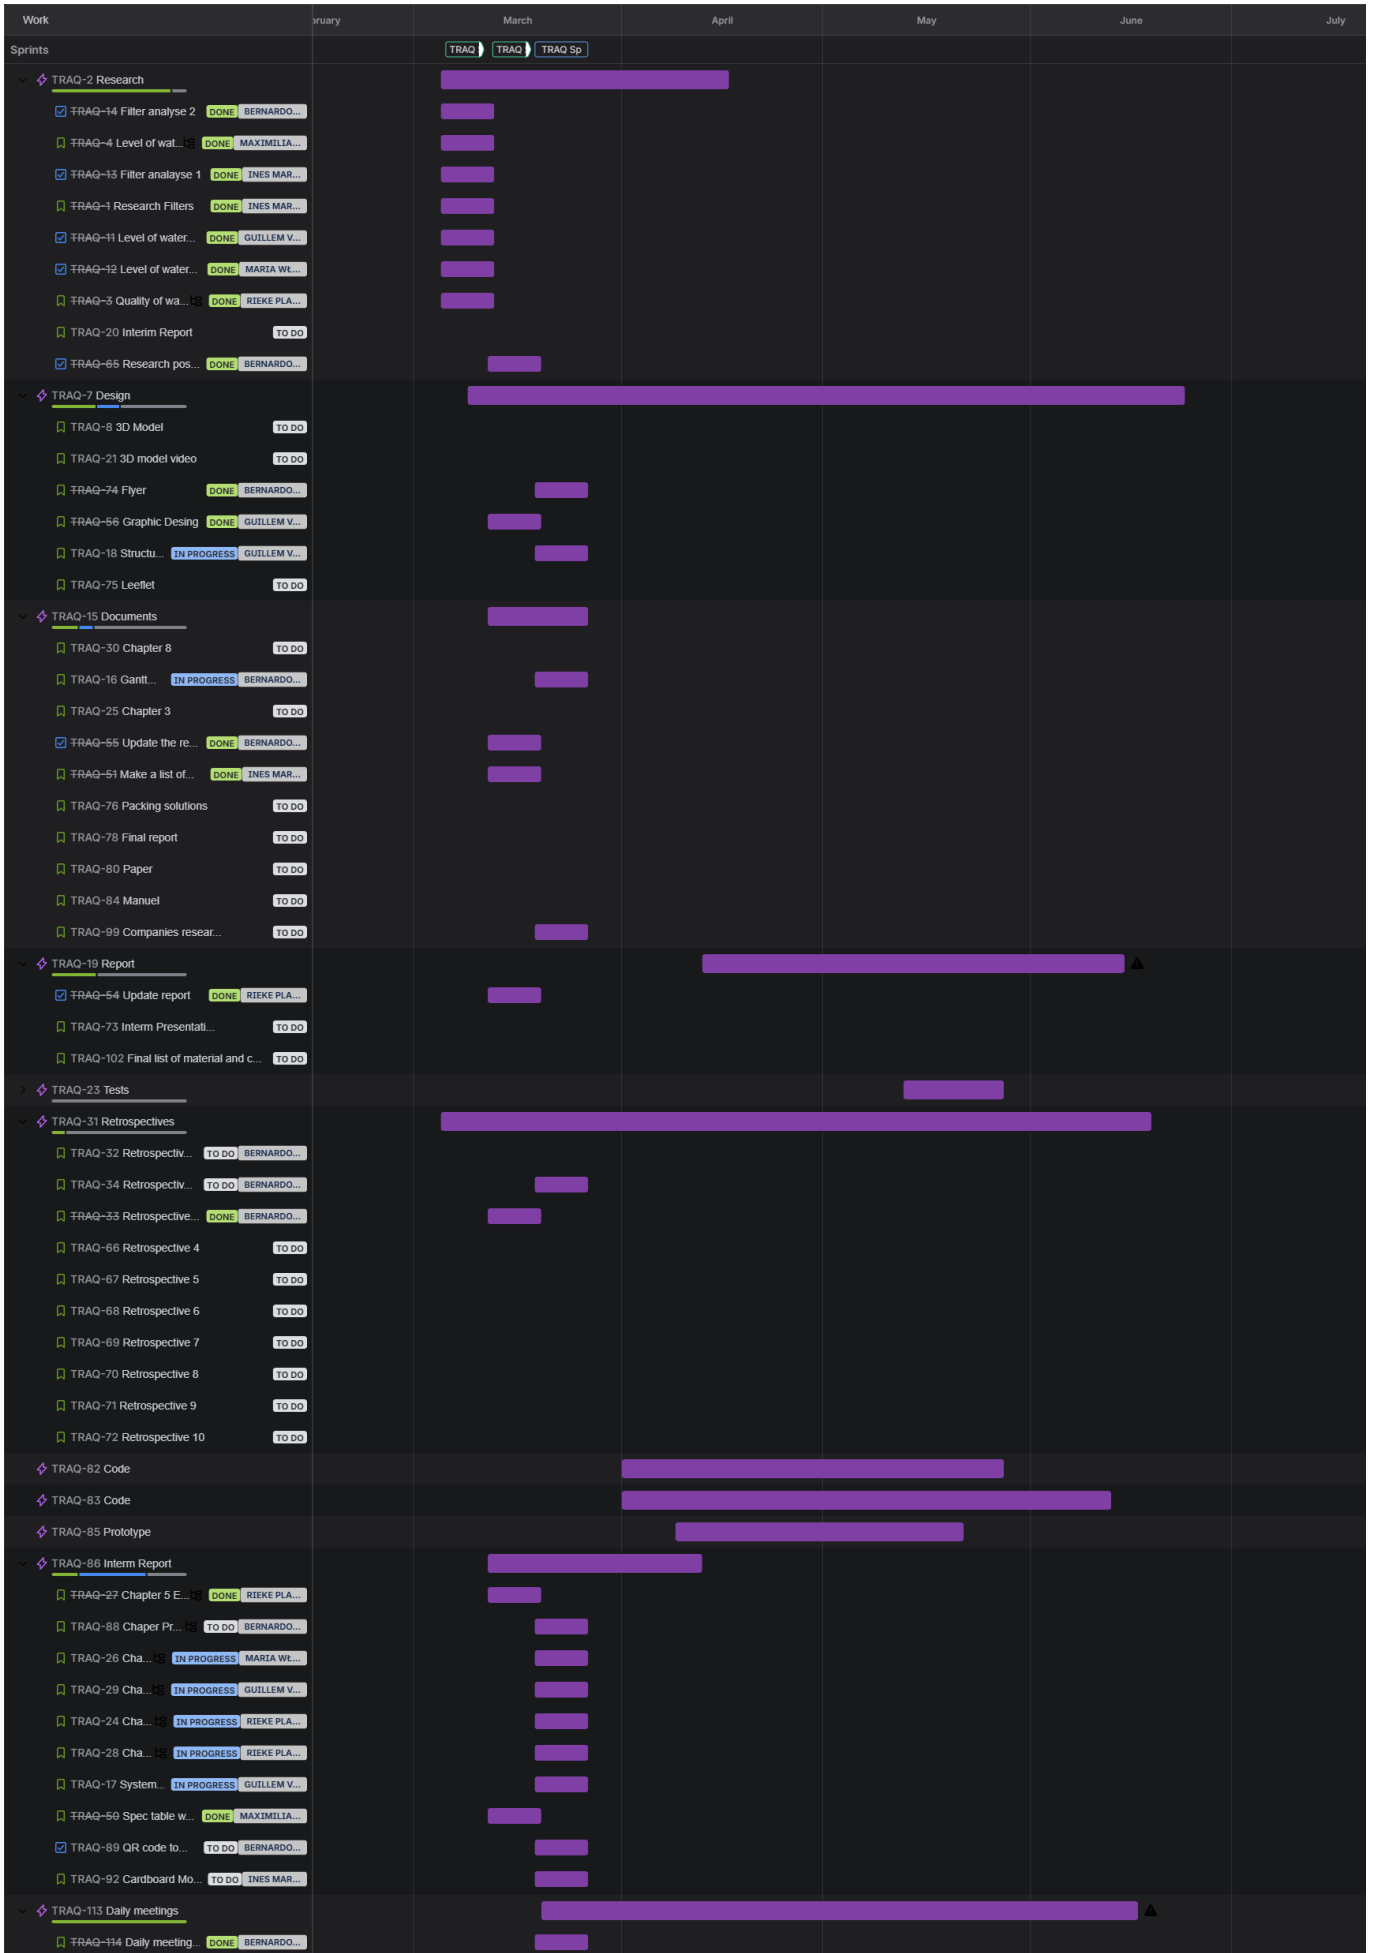 Work
bruary March April May June July
Sprints TRAQ TRAQ TRAQ Sp
TRAQ-2 Research
TRAQ-14 Filter analyse 2 DONE BERNARDO...
TRAQ-4 Level of wat... DONE MAXIMILIA...
TRAQ-13 Filter analayse 1 DONE INES MAR...
TRAQ-1 Research Filters DONE INES MAR...
TRAQ-11 Level of water... DONE GUILLEM V...
TRAQ-12 Level of water... DONE MARIA WŁ...
TRAQ-3 Quality of wa... DONE RIEKE PLA...
TRAQ-20 Interim Report TO DO
TRAQ-65 Research pos... DONE BERNARDO...
TRAQ-7 Design
TRAQ-8 3D Model TO DO
TRAQ-21 3D model video TO DO
TRAQ-74 Flyer DONE BERNARDO...
TRAQ-56 Graphic Desing DONE GUILLEM V...
TRAQ-18 Structu... IN PROGRESS GUILLEM V...
TRAQ-75 Leeflet TO DO
TRAQ-15 Documents
TRAQ-30 Chapter 8 TO DO
TRAQ-16 Gantt... IN PROGRESS BERNARDO...
TRAQ-25 Chapter 3 TO DO
TRAQ-55 Update the re... DONE BERNARDO...
TRAQ-51 Make a list of... DONE INES MAR...
TRAQ-76 Packing solutions TO DO
TRAQ-78 Final report TO DO
TRAQ-80 Paper TO DO
TRAQ-84 Manuel TO DO
TRAQ-99 Companies resear... TO DO
TRAQ-19 Report
TRAQ-54 Update report DONE RIEKE PLA...
TRAQ-73 Interm Presentati... TO DO
TRAQ-102 Final list of material and c... TO DO
TRAQ-23 Tests
TRAQ-31 Retrospectives
TRAQ-32 Retrospectiv... TO DO BERNARDO...
TRAQ-34 Retrospectiv... TO DO BERNARDO...
TRAQ-33 Retrospective... DONE BERNARDO...
TRAQ-66 Retrospective 4 TO DO
TRAQ-67 Retrospective 5 TO DO
TRAQ-68 Retrospective 6 TO DO
TRAQ-69 Retrospective 7 TO DO
TRAQ-70 Retrospective 8 TO DO
TRAQ-71 Retrospective 9 TO DO
TRAQ-72 Retrospective 10 TO DO
TRAQ-82 Code
TRAQ-83 Code
TRAQ-85 Prototype
TRAQ-86 Interm Report
TRAQ-27 Chapter 5 E... DONE RIEKE PLA...
TRAQ-88 Chaper Pr... TO DO BERNARDO...
TRAQ-26 Cha... IN PROGRESS MARIA WŁ...
TRAQ-29 Cha... IN PROGRESS GUILLEM V...
TRAQ-24 Cha... IN PROGRESS RIEKE PLA...
TRAQ-28 Cha... IN PROGRESS RIEKE PLA...
TRAQ-17 System... IN PROGRESS GUILLEM V...
TRAQ-50 Spec table w... DONE MAXIMILIA...
TRAQ-89 QR code to... TO DO BERNARDO...
TRAQ-92 Cardboard Mo... TO DO INES MAR...
TRAQ-113 Daily meetings
TRAQ-114 Daily meeting... DONE BERNARDO...